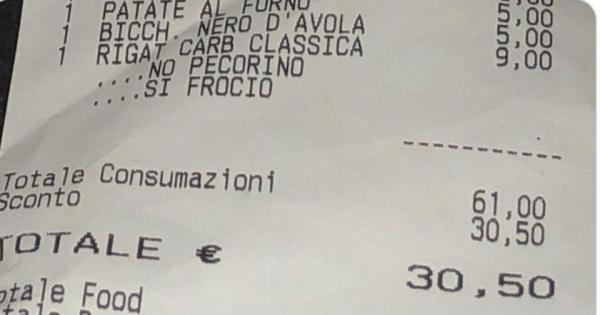 1 PATATE AL FORNO 5,00
1 BICCH. NERO D'AVOLA 5,00
1 RIGAT CARB CLASSICA 9,00
....NO PECORINO
....SI FROCIO
-----------
Totale Consumazioni 61,00
Sconto 30,50
TOTALE € 30,50
otale Food